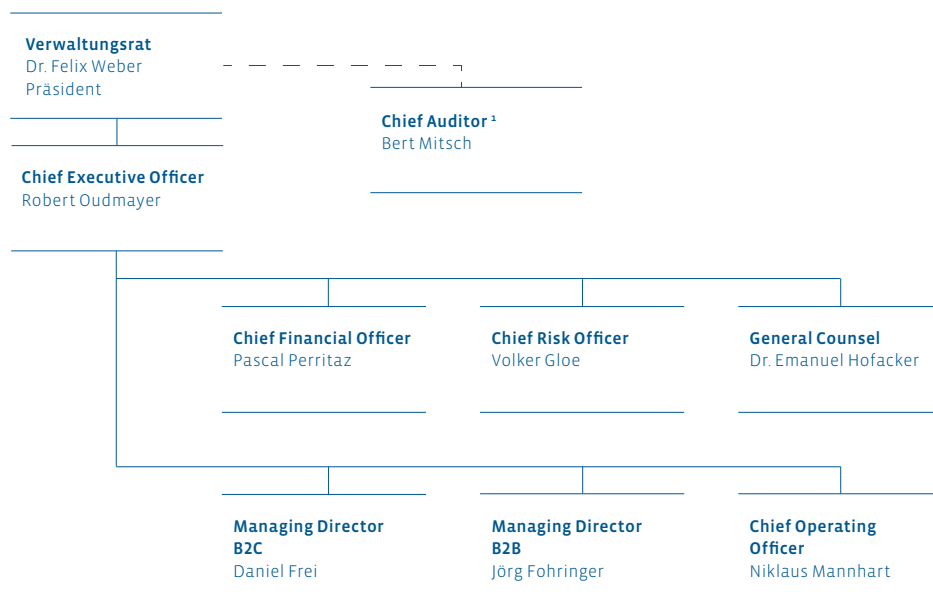 Verwaltungsrat
Dr. Felix Weber
Präsident
Chief Auditor ¹
Bert Mitsch
Chief Executive Officer
Robert Oudmayer
Chief Financial Officer
Pascal Perritaz
Chief Risk Officer
Volker Gloe
General Counsel
Dr. Emanuel Hofacker
Managing Director
B2C
Daniel Frei
Managing Director
B2B
Jörg Fohringer
Chief Operating
Officer
Niklaus Mannhart